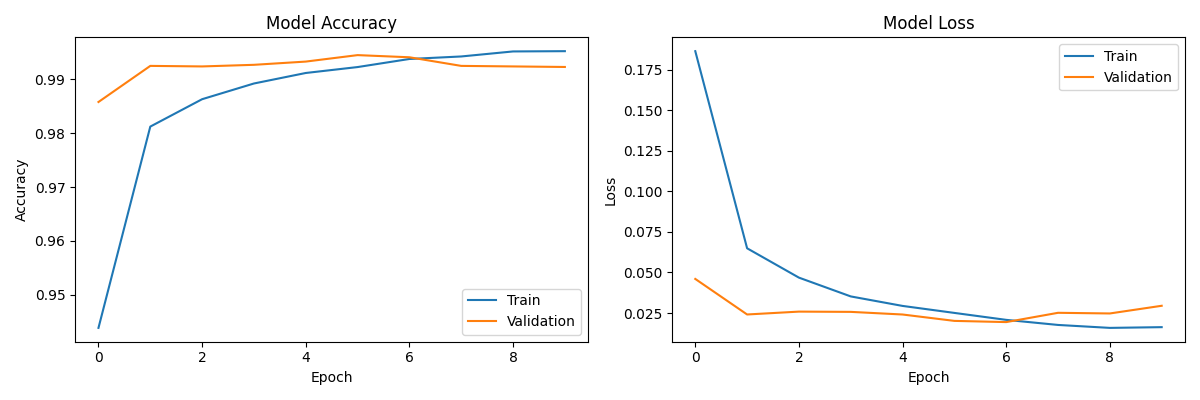 Model Accuracy
Accuracy
0.99
0.98
0.97
0.96
0.95
Train
Validation
0 2 4 6 8
Epoch
Model Loss
Loss
0.175
0.150
0.125
0.100
0.075
0.050
0.025
Train
Validation
0 2 4 6 8
Epoch